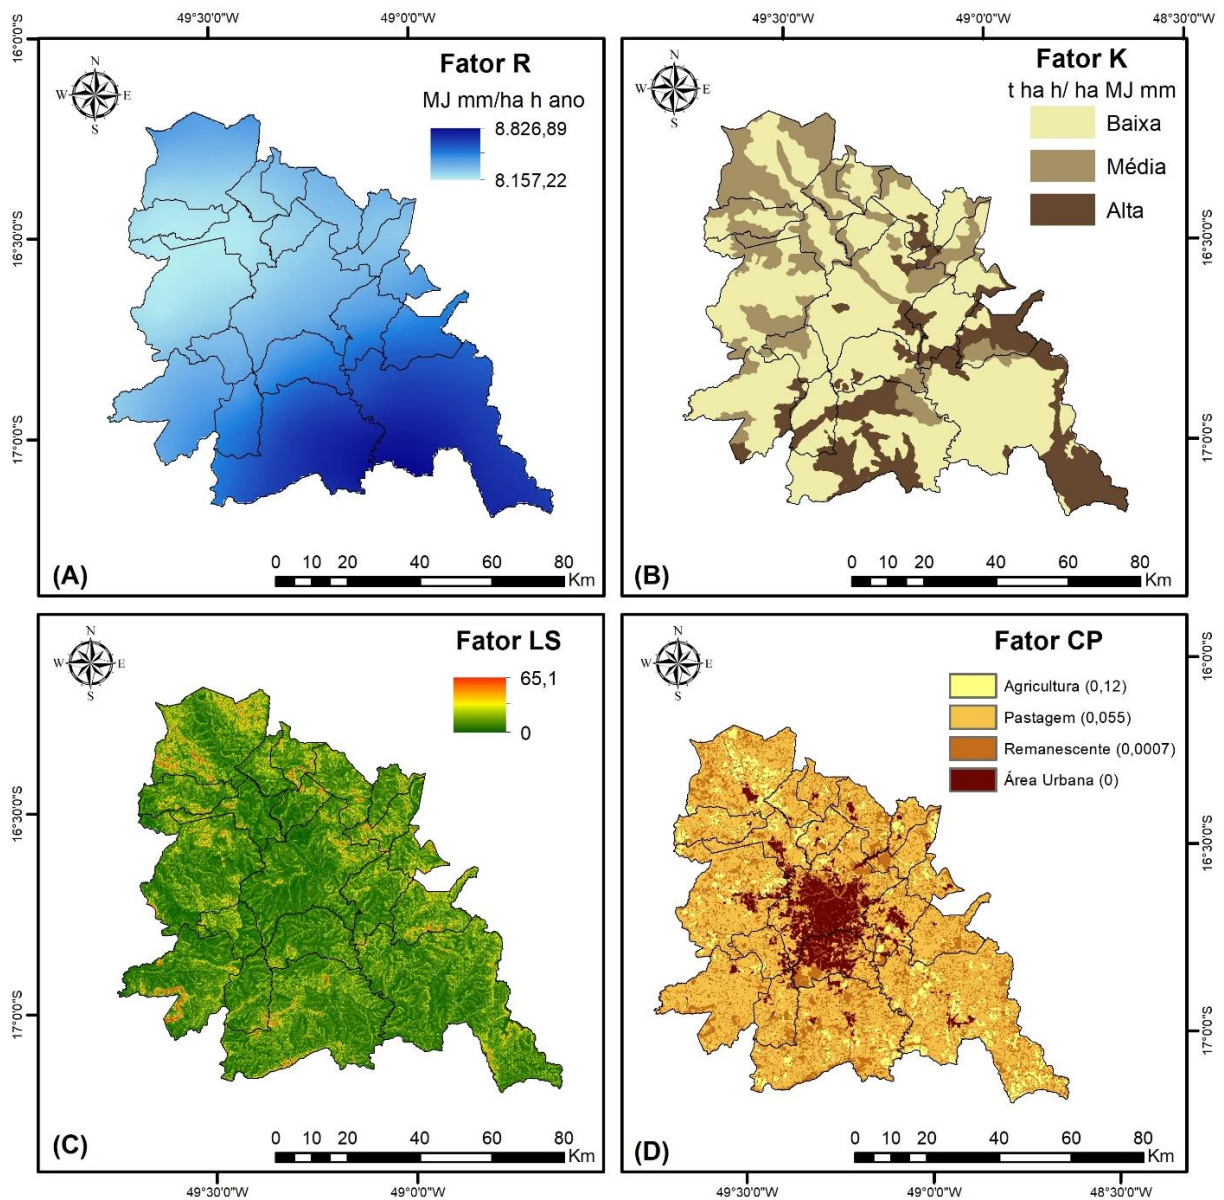 49°30'0"W 49°0'0"W 49°30'0"W 49°0'0"W 48°30'0"W
16°0'0"S
N
W E
S
Fator R
MJ mm/ha h ano
8.826,89
8.157,22
16°30'0"S
17°0'0"S
0 10 20 40 60 80
Km
(A)
N
W E
S
Fator K
t ha h/ ha MJ mm
Baixa
Média
Alta
16°30'0"S
17°0'0"S
0 10 20 40 60 80
Km
(B)
N
W E
S
Fator LS
65,1
0
16°30'0"S
17°0'0"S
0 10 20 40 60 80
Km
(C)
N
W E
S
Fator CP
Agricultura (0,12)
Pastagem (0,055)
Remanescente (0,0007)
Área Urbana (0)
16°0'0"S
16°30'0"S
17°0'0"S
0 10 20 40 60 80
Km
(D)
49°30'0"W 49°0'0"W 49°30'0"W 49°0'0"W 48°30'0"W